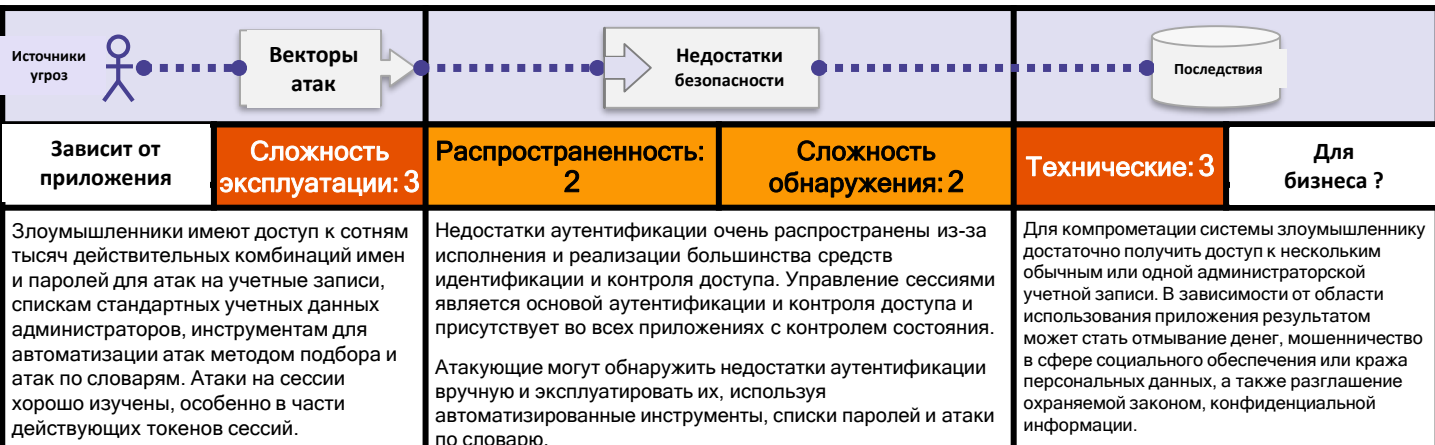 Источники
угроз
Векторы
атак
Недостатки
безопасности
Последствия
Зависит от
приложения
Сложность
эксплуатации: 3
Распространенность:
2
Сложность
обнаружения: 2
Технические: 3
Для
бизнеса ?
Злоумышленники имеют доступ к сотням
тысяч действительных комбинаций имен
и паролей для атак на учетные записи,
спискам стандартных учетных данных
администраторов, инструментам для
автоматизации атак методом подбора и
атак по словарям. Атаки на сессии
хорошо изучены, особенно в части
действующих токенов сессий.
Недостатки аутентификации очень распространены из-за
исполнения и реализации большинства средств
идентификации и контроля доступа. Управление сессиями
является основой аутентификации и контроля доступа и
присутствует во всех приложениях с контролем состояния.
Атакующие могут обнаружить недостатки аутентификации
вручную и эксплуатировать их, используя
автоматизированные инструменты, списки паролей и атаки
по словарю.
Для компрометации системы злоумышленнику
достаточно получить доступ к нескольким
обычным или одной администраторской
учетной записи. В зависимости от области
использования приложения результатом
может стать отмывание денег, мошенничество
в сфере социального обеспечения или кража
персональных данных, а также разглашение
охраняемой законом, конфиденциальной
информации.